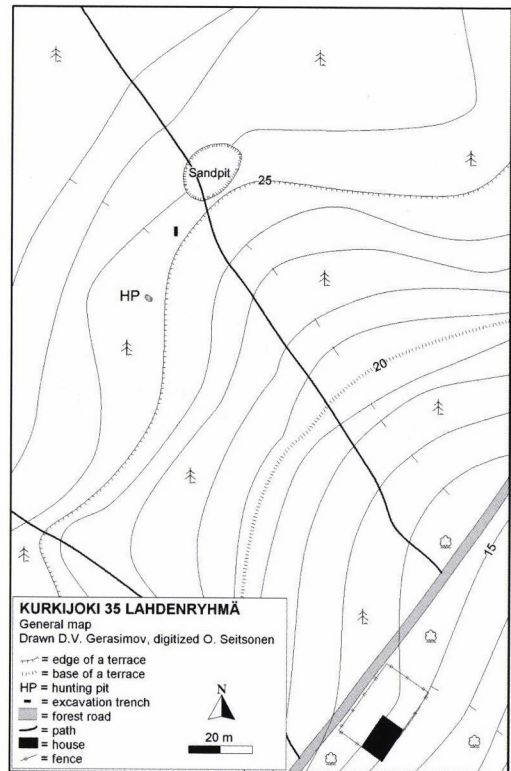 Sandpit
25
HP
20
15
KURKIJOKI 35 LAHDENRYHMÄ
General map
Drawn D.V. Gerasimov, digitized O. Seitsonen
= edge of a terrace
= base of a terrace
HP = hunting pit
= excavation trench
= forest road
= path
= house
= fence
N
20 m